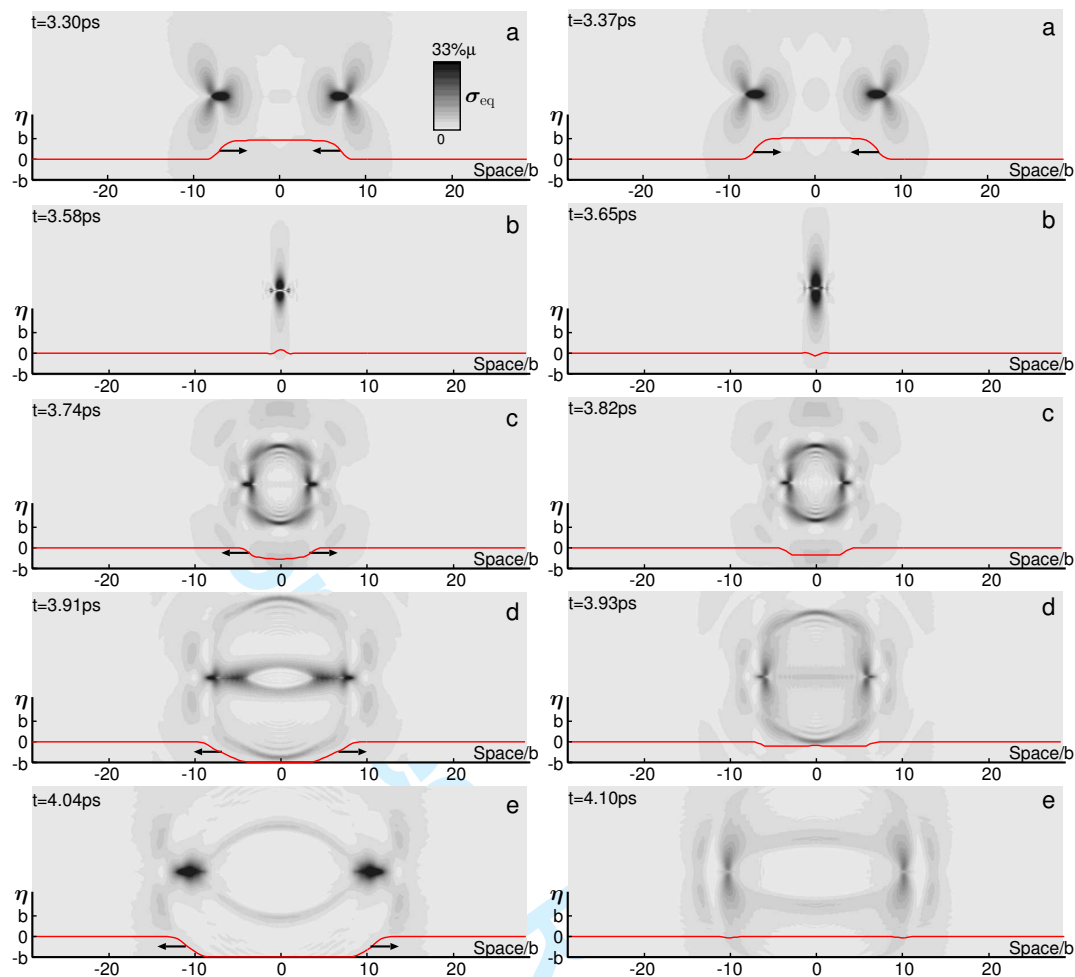 t=3.30ps
a
33%μ
σeq
0
η
b
0
-b
Space/b
-20 -10 0 10 20
t=3.37ps
a
η
b
0
-b
Space/b
-20 -10 0 10 20
t=3.58ps
b
η
b
0
-b
Space/b
-20 -10 0 10 20
t=3.65ps
b
η
b
0
-b
Space/b
-20 -10 0 10 20
t=3.74ps
c
η
b
0
-b
Space/b
-20 -10 0 10 20
t=3.82ps
c
η
b
0
-b
Space/b
-20 -10 0 10 20
t=3.91ps
d
η
b
0
-b
Space/b
-20 -10 0 10 20
t=3.93ps
d
η
b
0
-b
Space/b
-20 -10 0 10 20
t=4.04ps
e
η
b
0
-b
Space/b
-20 -10 0 10 20
t=4.10ps
e
η
b
0
-b
Space/b
-20 -10 0 10 20